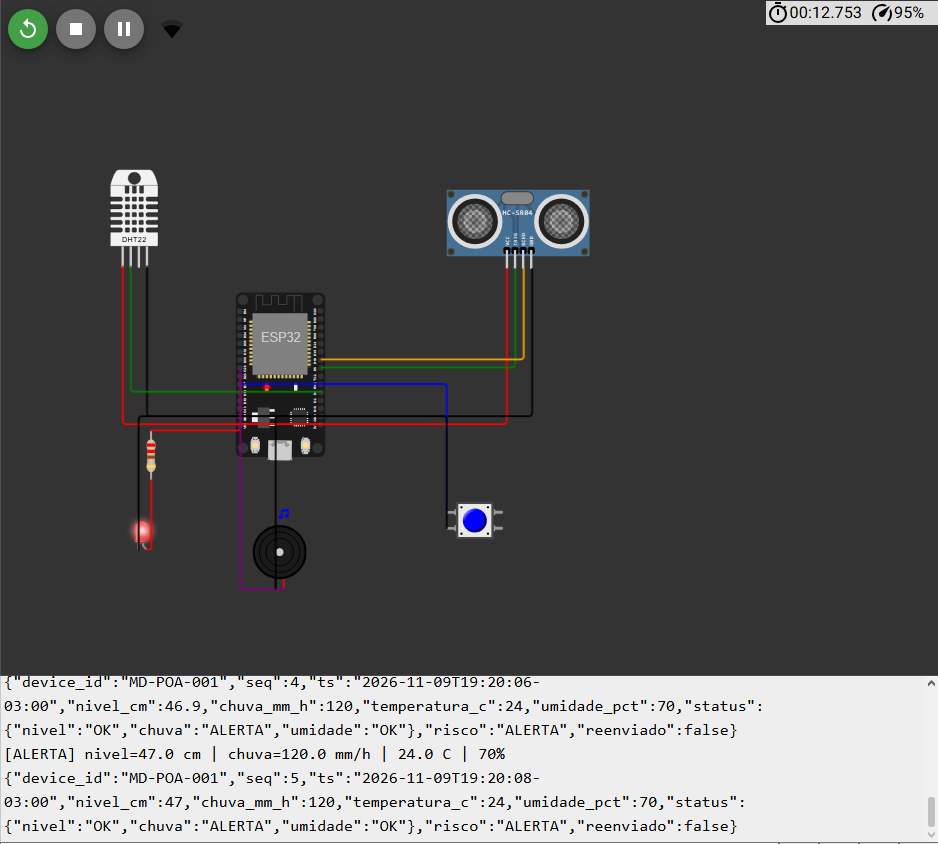 00:12.753 95%
HC-SR04
DHT22
ESP32
{"device_id":"MD-POA-001","seq":4,"ts":"2026-11-09T19:20:06-
03:00","nivel_cm":46.9,"chuva_mm_h":120,"temperatura_c":24,"umidade_pct":70,"status":
{"nivel":"OK","chuva":"ALERTA","umidade":"OK"},"risco":"ALERTA","reenviado":false}
[ALERTA] nivel=47.0 cm | chuva=120.0 mm/h | 24.0 C | 70%
{"device_id":"MD-POA-001","seq":5,"ts":"2026-11-09T19:20:08-
03:00","nivel_cm":47,"chuva_mm_h":120,"temperatura_c":24,"umidade_pct":70,"status":
{"nivel":"OK","chuva":"ALERTA","umidade":"OK"},"risco":"ALERTA","reenviado":false}